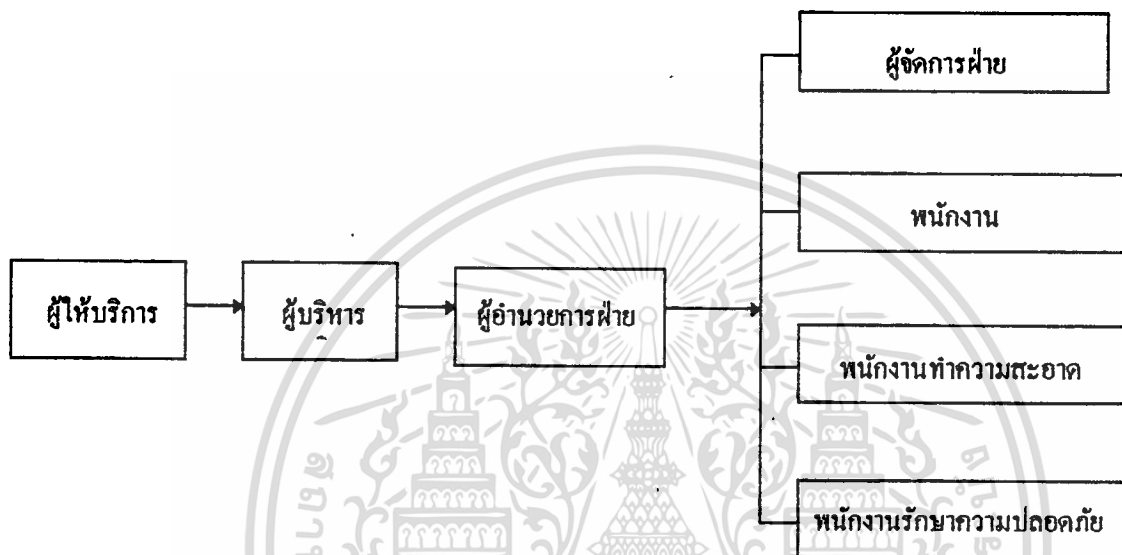 ผู้จัดการฝ่าย
พนักงาน
ผู้ให้บริการ
ผู้บริหาร
ผู้อำนวยการฝ่าย
พนักงานทำความสะอาด
พนักงานรักษาความปลอดภัย